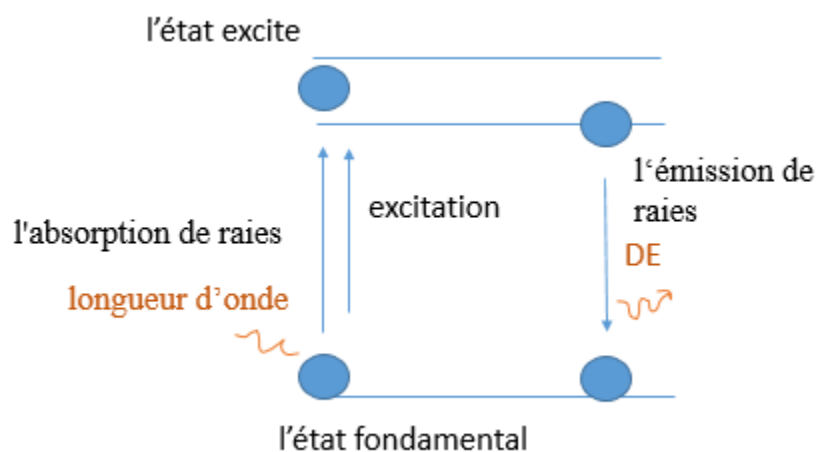 l’état excite
l‘émission de
raies
excitation
l'absorption de raies
DE
longueur d’onde
l’état fondamental